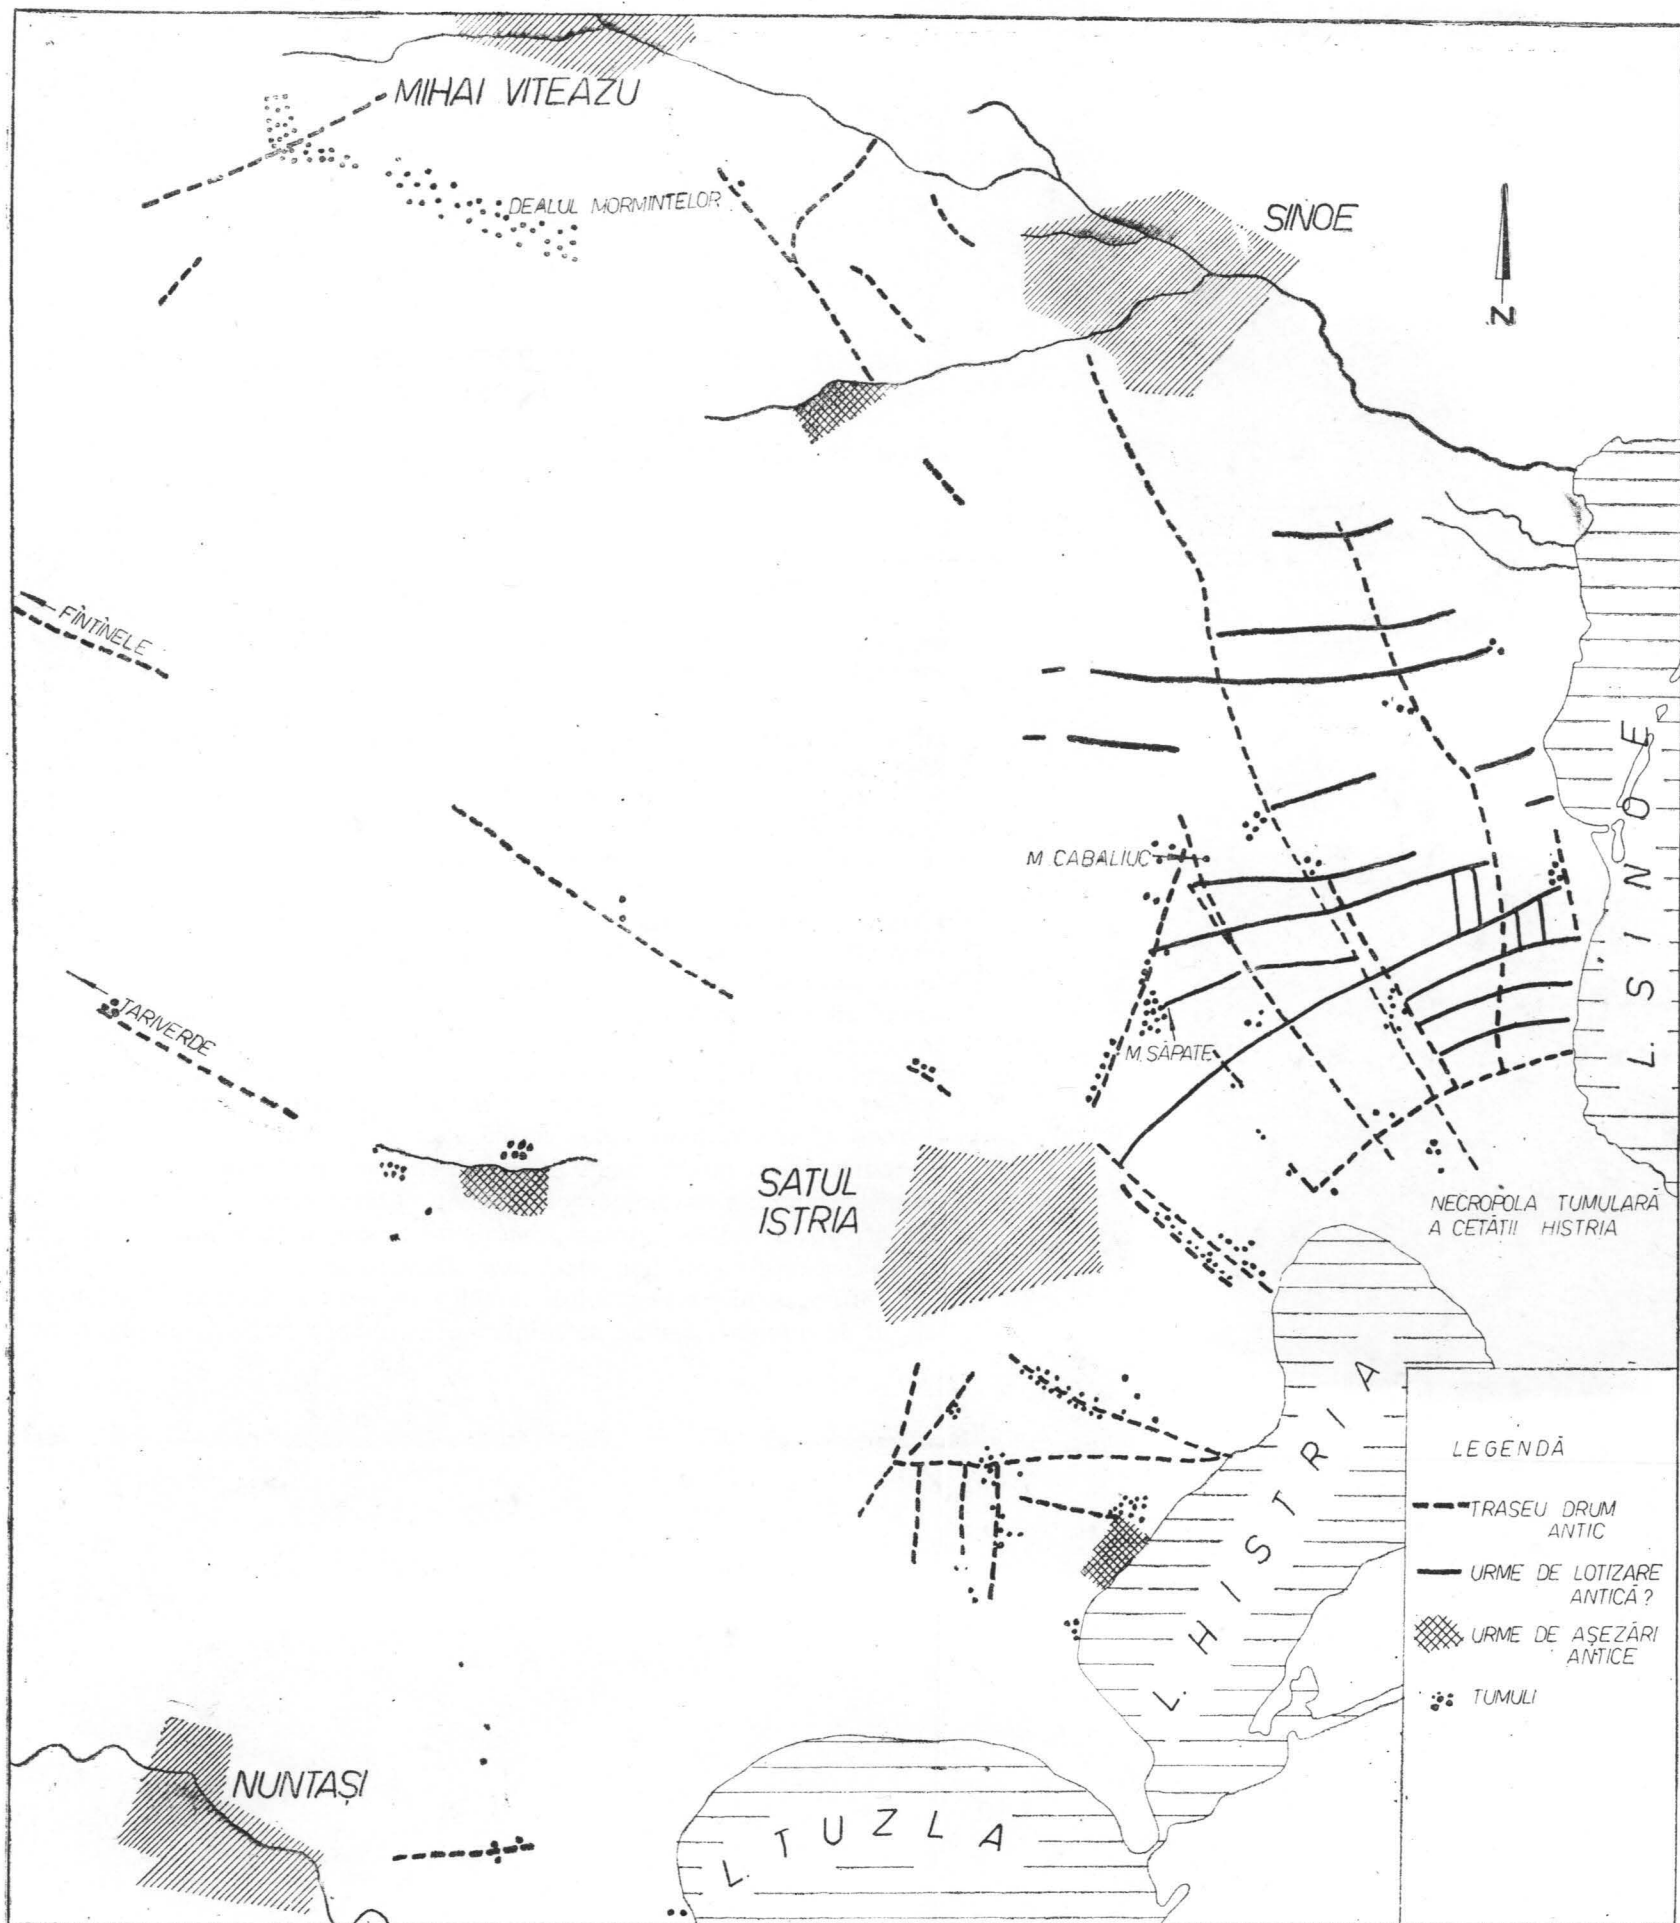 MIHAI VITEAZU
DEALUL MORMINTELOR
SINOE
N
FÎNTÎNELE
TARIVERDE
M. CABALIUC
M. SĂPATE
L. SINOE
SATUL
ISTRIA
NECROPOLA TUMULARĂ
A CETĂȚII HISTRIA
L. HISTRIA
NUNTAȘI
L. TUZLA
LEGENDĂ
TRASEU DRUM
ANTIC
URME DE LOTIZARE
ANTICĂ?
URME DE AȘEZĂRI
ANTICE
TUMULI